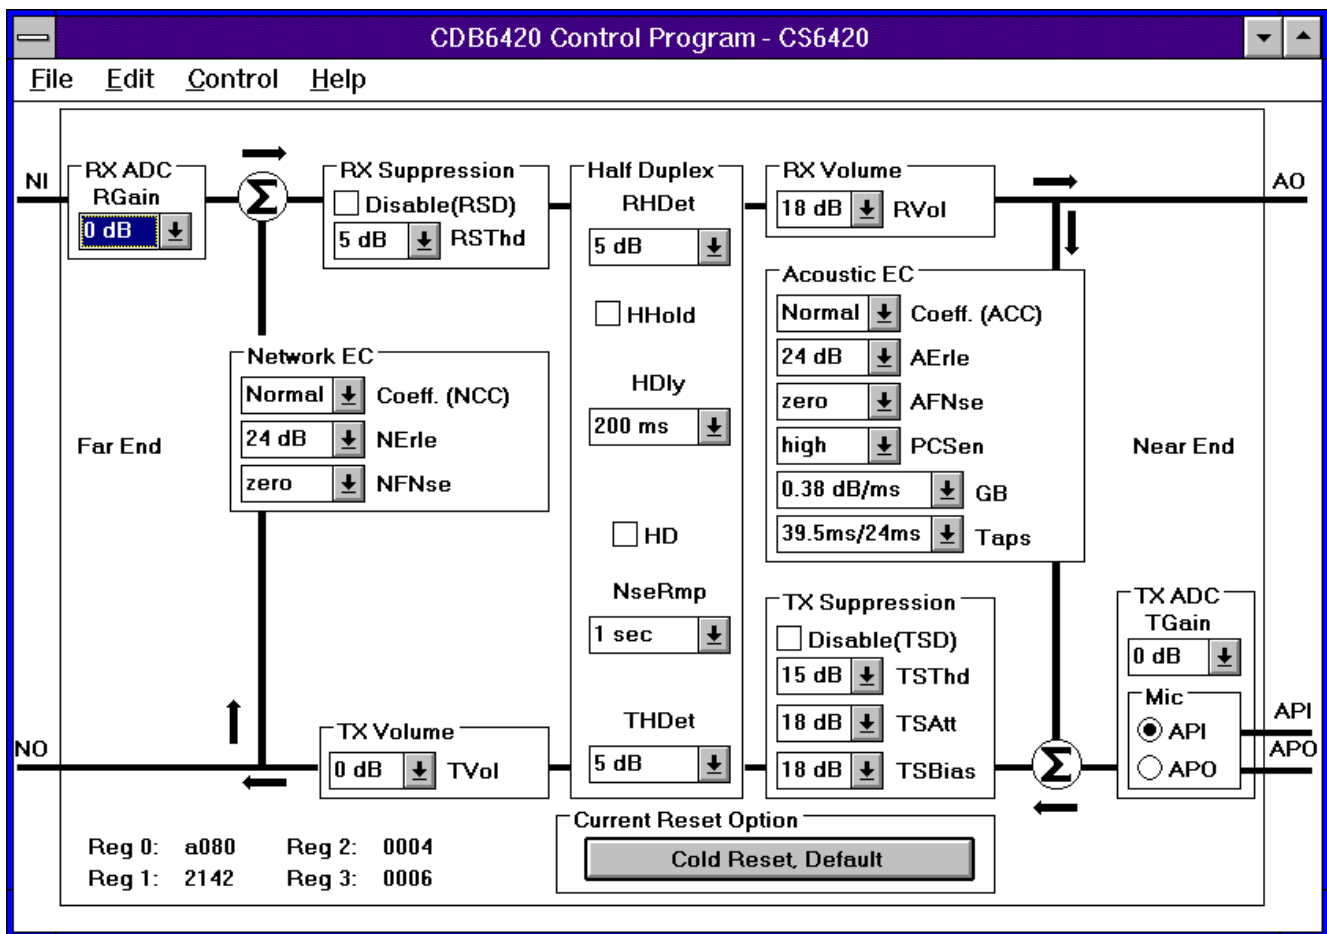 CDB6420 Control Program - CS6420
File Edit Control Help
NI
RX ADC
RGain
0 dB
Σ
RX Suppression
Disable(RSD)
5 dB RSThd
Half Duplex
RHDet
5 dB
HHold
HDly
200 ms
HD
NseRmp
1 sec
THDet
5 dB
RX Volume
18 dB RVol
AO
Acoustic EC
Normal Coeff. (ACC)
24 dB AErle
zero AFNse
high PCSen
0.38 dB/ms GB
39.5ms/24ms Taps
Network EC
Normal Coeff. (NCC)
24 dB NErle
zero NFNse
Far End
Near End
TX Suppression
Disable(TSD)
15 dB TSThd
18 dB TSAtt
18 dB TSBias
Σ
TX ADC
TGain
0 dB
Mic
API
APO
API
APO
NO
TX Volume
0 dB TVol
Current Reset Option
Cold Reset, Default
Reg 0: a080 Reg 2: 0004
Reg 1: 2142 Reg 3: 0006